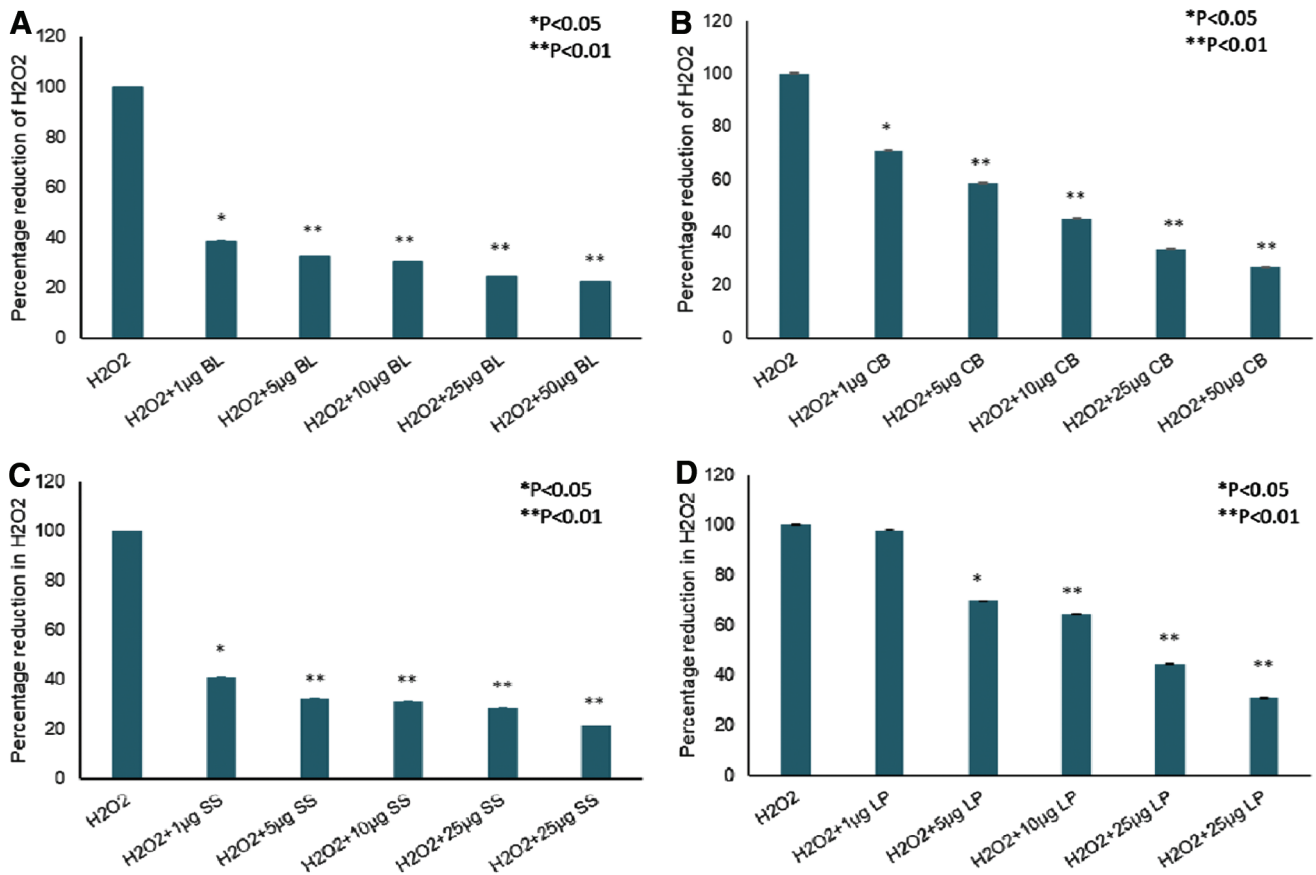 A
*P<0.05
**P<0.01
Percentage reduction of H2O2
120
100
80
60
40
20
0
*
**
**
**
**
H2O2
H2O2+1µg BL
H2O2+5µg BL
H2O2+10µg BL
H2O2+25µg BL
H2O2+50µg BL
B
*P<0.05
**P<0.01
Percentage reduction of H2O2
120
100
80
60
40
20
0
*
**
**
**
**
H2O2
H2O2+1µg CB
H2O2+5µg CB
H2O2+10µg CB
H2O2+25µg CB
H2O2+50µg CB
C
*P<0.05
**P<0.01
Percentage reduction in H2O2
120
100
80
60
40
20
0
*
**
**
**
**
H2O2
H2O2+1µg SS
H2O2+5µg SS
H2O2+10µg SS
H2O2+25µg SS
H2O2+25µg SS
D
*P<0.05
**P<0.01
Percentage reduction in H2O2
120
100
80
60
40
20
0
*
**
**
**
H2O2
H2O2+1µg LP
H2O2+5µg LP
H2O2+10µg LP
H2O2+25µg LP
H2O2+25µg LP